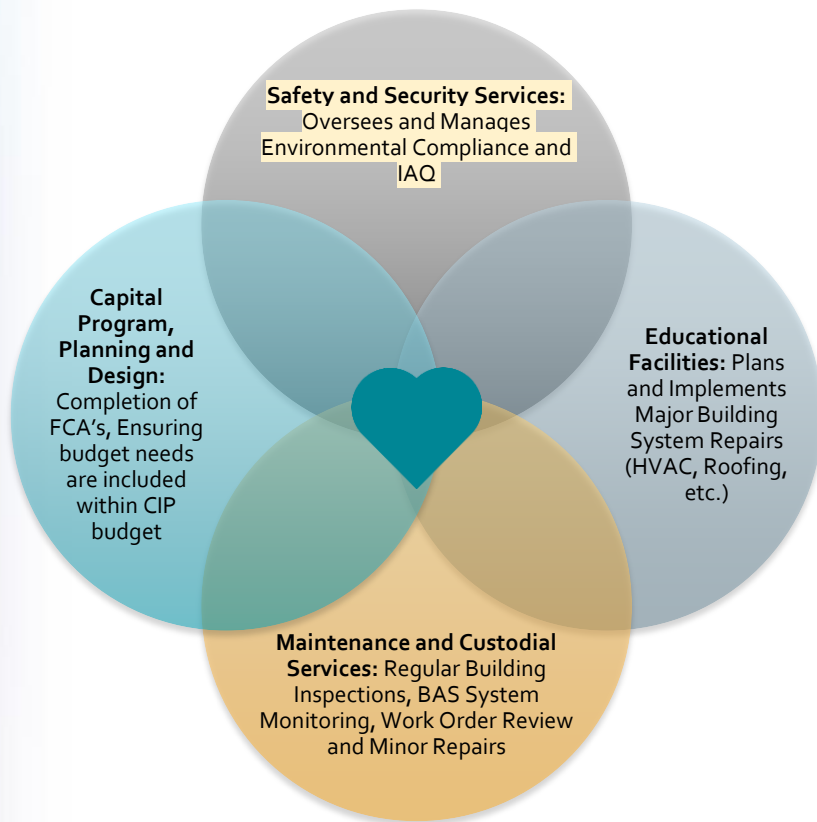 Safety and Security Services:
Oversees and Manages
Environmental Compliance and
IAQ
Capital
Program,
Planning and
Design:
Completion of
FCA's, Ensuring
budget needs
are included
within CIP
budget
Educational
Facilities: Plans
and Implements
Major Building
System Repairs
(HVAC, Roofing,
etc.)
Maintenance and Custodial
Services: Regular Building
Inspections, BAS System
Monitoring, Work Order Review
and Minor Repairs